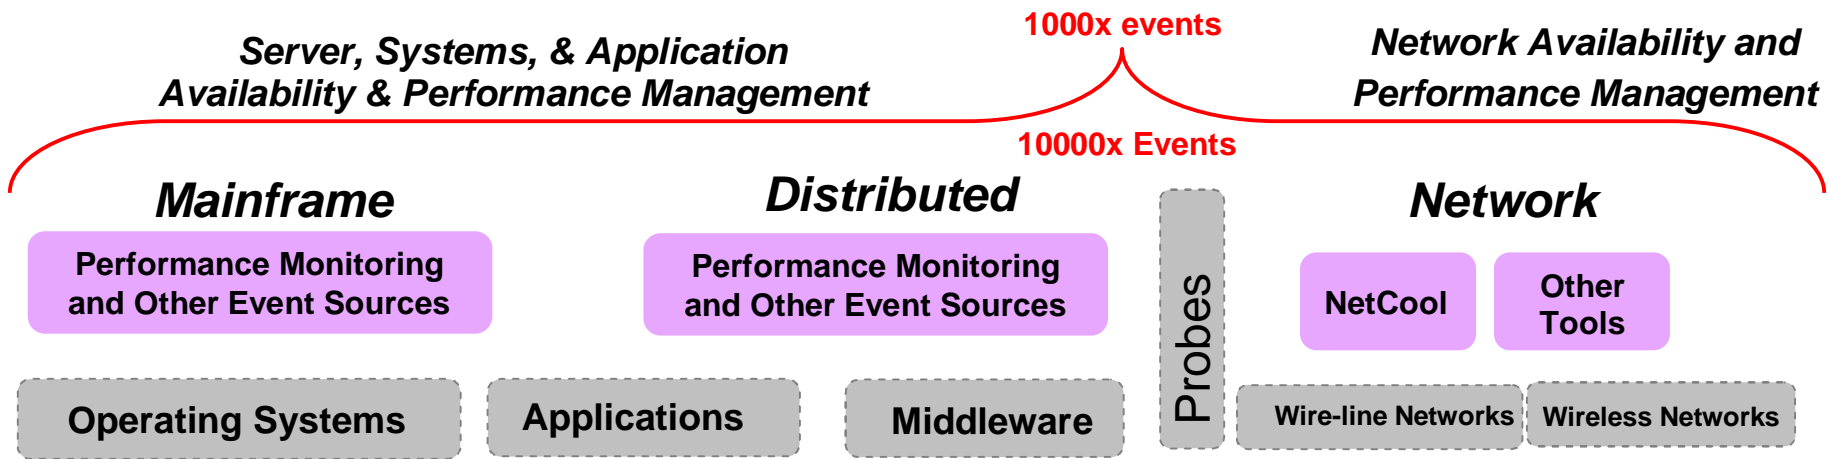 1000x events
Server, Systems, & Application
Availability & Performance Management
Network Availability and
Performance Management
10000x Events
Mainframe
Distributed
Network
Performance Monitoring
and Other Event Sources
Performance Monitoring
and Other Event Sources
Probes
NetCool
Other
Tools
Operating Systems
Applications
Middleware
Wire-line Networks
Wireless Networks